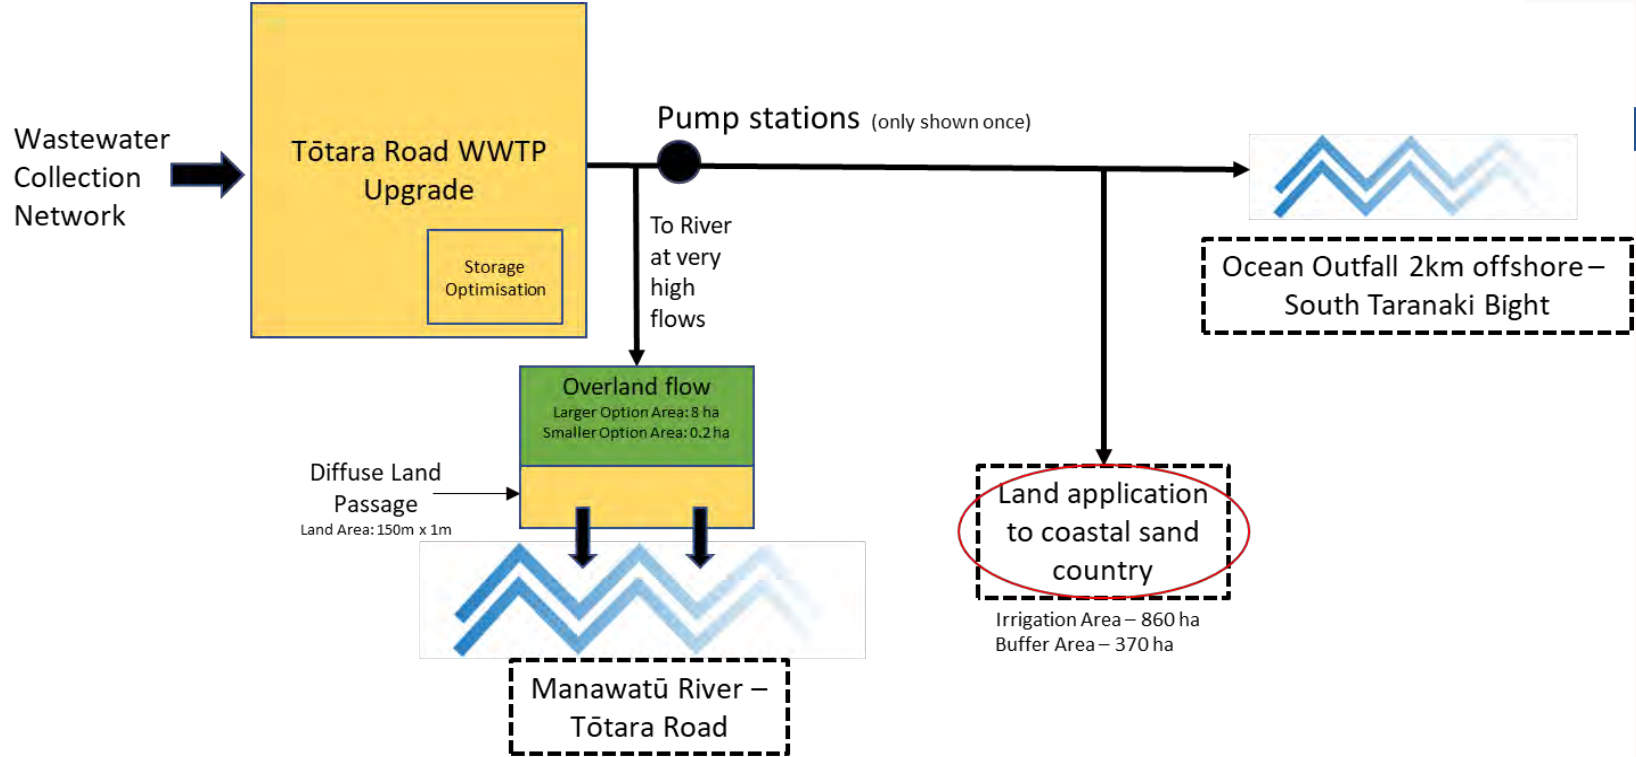 Wastewater
Collection
Network
Tōtara Road WWTP
Upgrade
Storage
Optimisation
Pump stations (only shown once)
To River
at very
high
flows
Ocean Outfall 2km offshore –
South Taranaki Bight
Overland flow
Larger Option Area: 8 ha
Smaller Option Area: 0.2 ha
Diffuse Land
Passage
Land Area: 150m x 1m
Land application
to coastal sand
country
Irrigation Area – 860 ha
Buffer Area – 370 ha
Manawatū River –
Tōtara Road